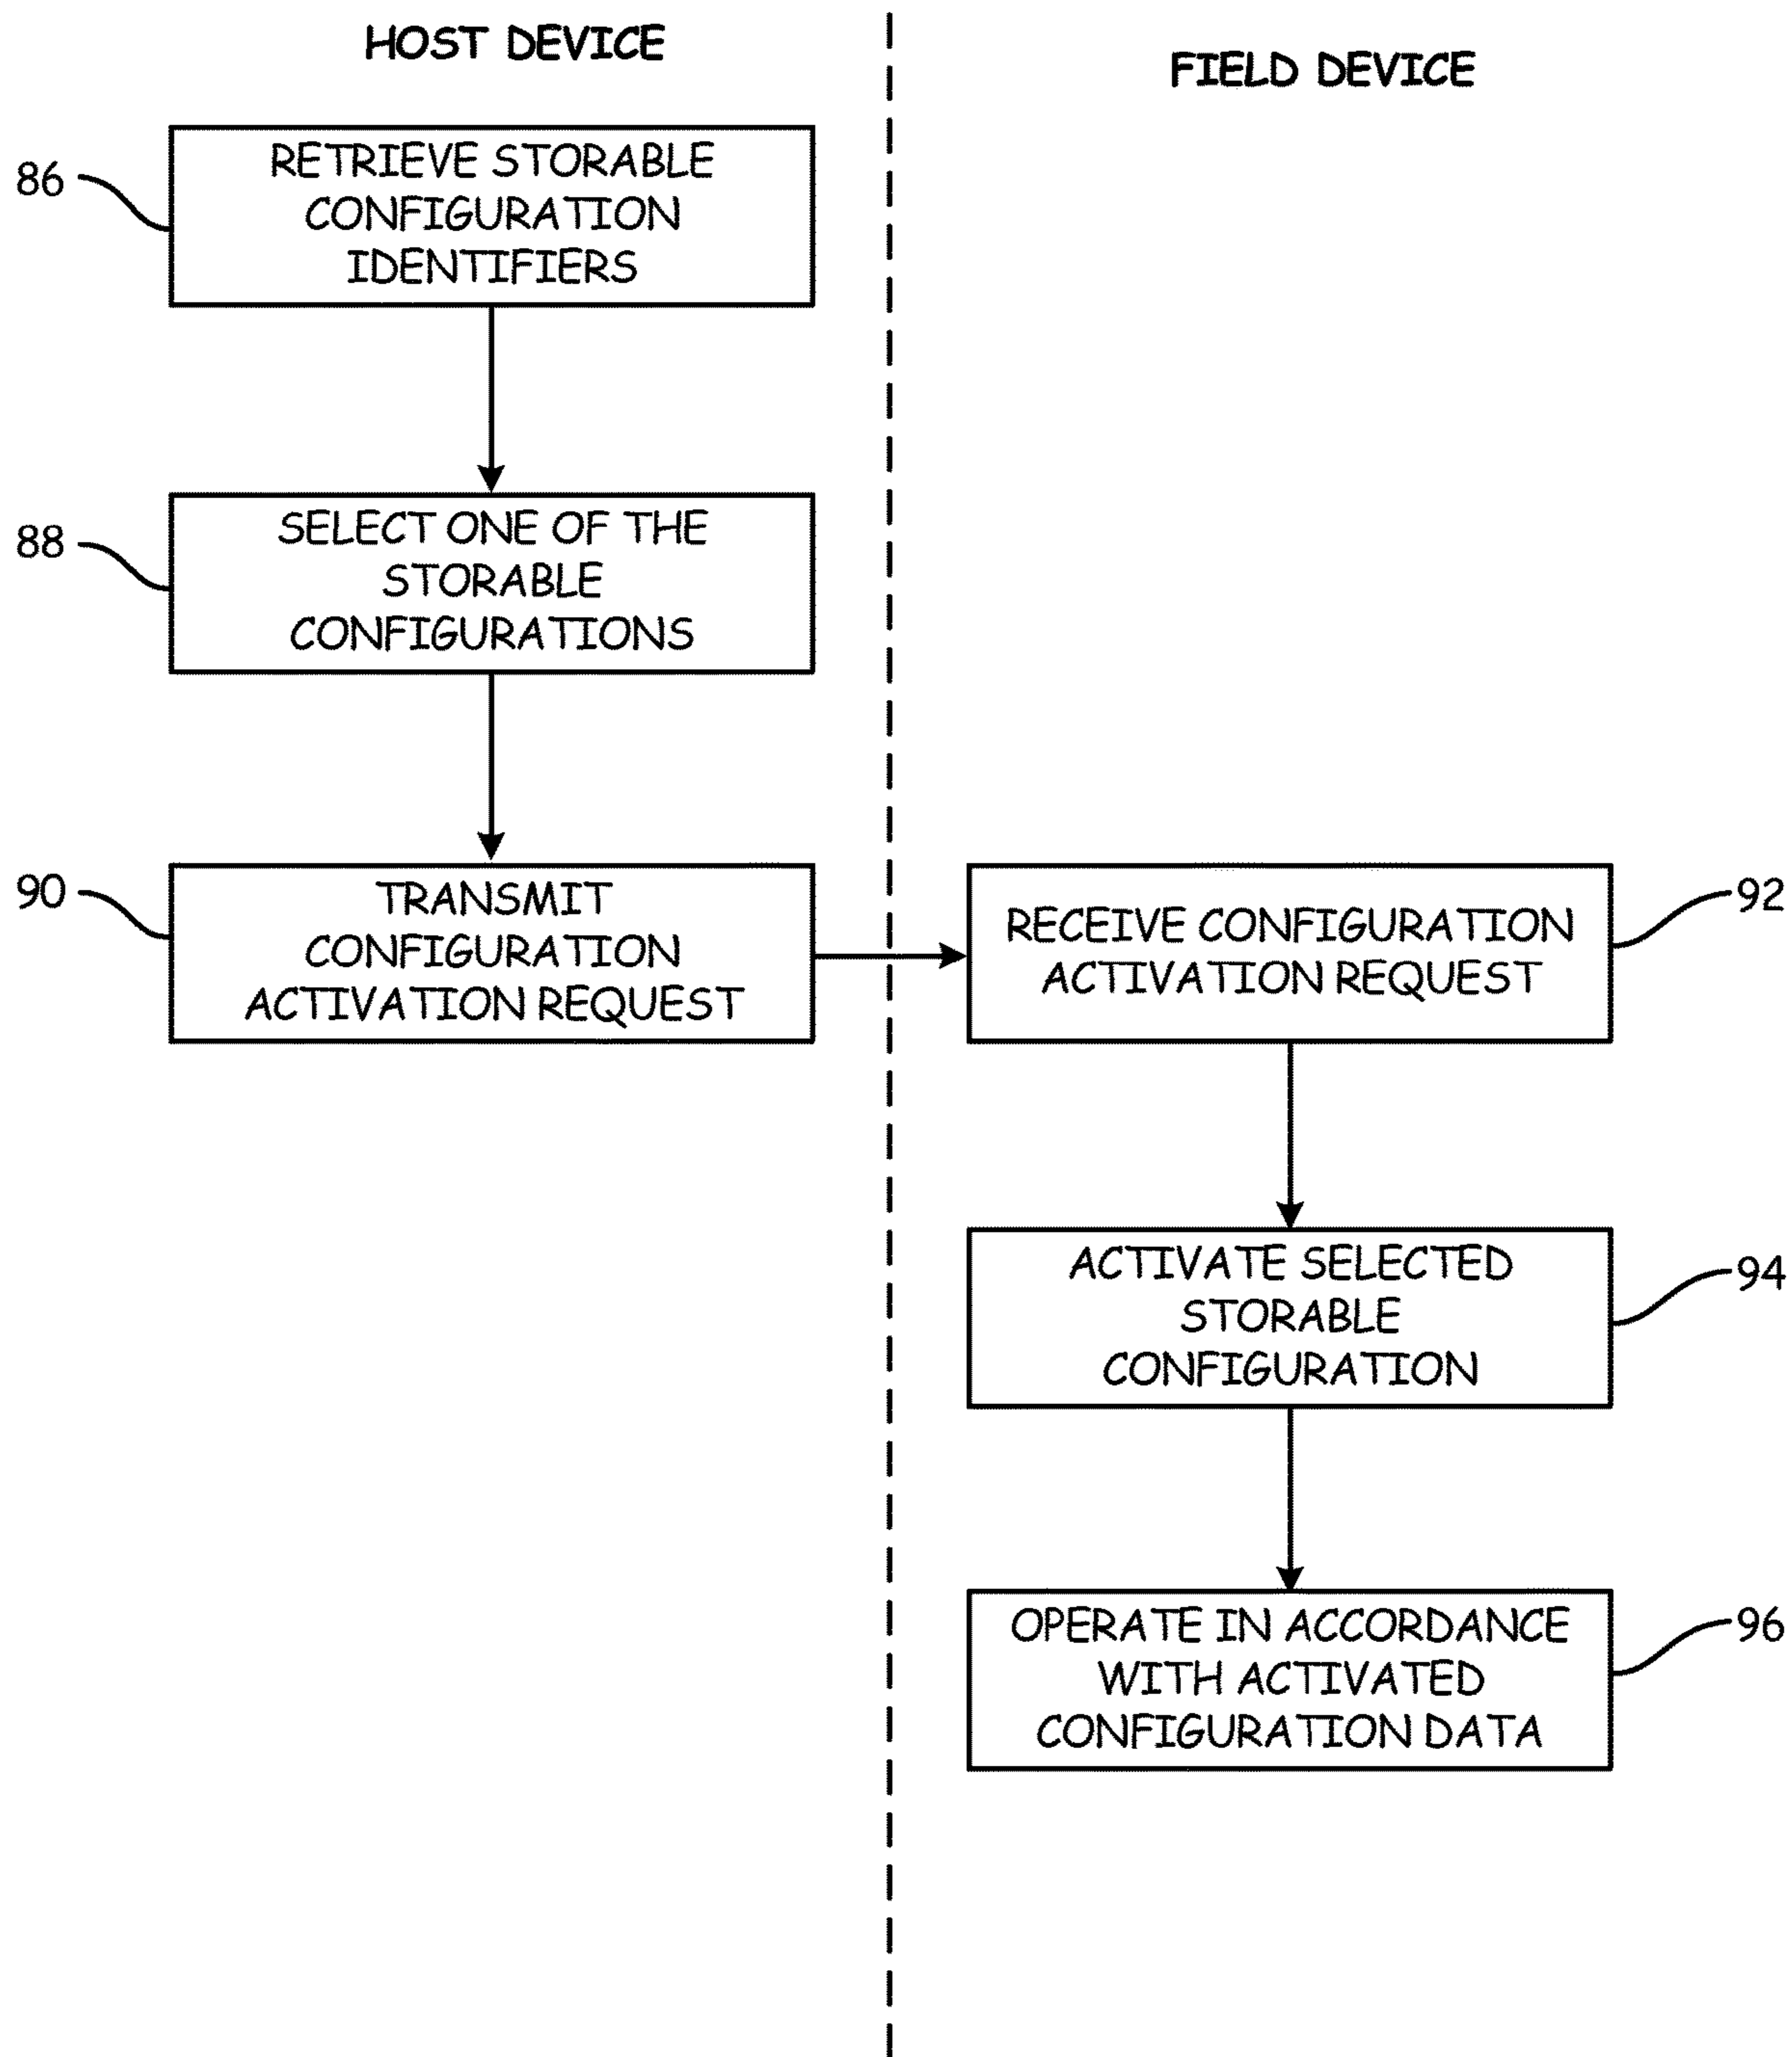 HOST DEVICE
FIELD DEVICE
86
RETRIEVE STORABLE
CONFIGURATION
IDENTIFIERS
88
SELECT ONE OF THE
STORABLE
CONFIGURATIONS
90
TRANSMIT
CONFIGURATION
ACTIVATION REQUEST
92
RECEIVE CONFIGURATION
ACTIVATION REQUEST
94
ACTIVATE SELECTED
STORABLE
CONFIGURATION
96
OPERATE IN ACCORDANCE
WITH ACTIVATED
CONFIGURATION DATA